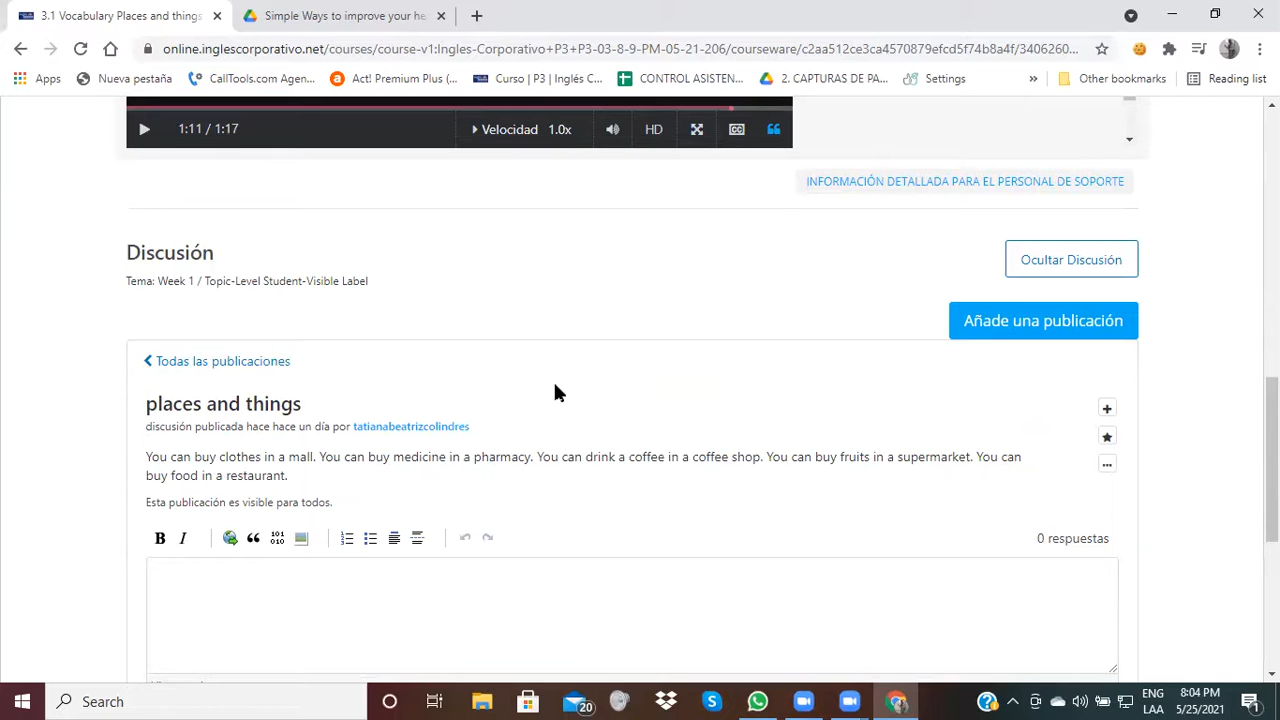 3.1 Vocabulary Places and things
Simple Ways to improve your he
online.inglescorporativo.net/courses/course-v1:Ingles-Corporativo+P3+P3-03-8-9-PM-05-21-206/courseware/c2aa512ce3ca4570879efcd5f74b8a4f/3406260...
Apps
Nueva pestaña
CallTools.com Agen...
Act! Premium Plus (...
Curso | P3 | Inglés C...
CONTROL ASISTEN...
2. CAPTURAS DE PA...
Settings
»
Other bookmarks
Reading list
1:11 / 1:17
Velocidad 1.0x
HD
CC
INFORMACIÓN DETALLADA PARA EL PERSONAL DE SOPORTE
Discusión
Ocultar Discusión
Tema: Week 1 / Topic-Level Student-Visible Label
Añade una publicación
Todas las publicaciones
places and things
discusión publicada hace hace un día por tatianabeatrizcolindres
You can buy clothes in a mall. You can buy medicine in a pharmacy. You can drink a coffee in a coffee shop. You can buy fruits in a supermarket. You can
buy food in a restaurant.
Esta publicación es visible para todos.
B I
101
010
0 respuestas
Search
20
ENG
LAA
8:04 PM
5/25/2021
1